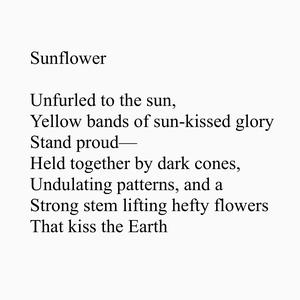 Sunflower

Unfurled to the sun,
Yellow bands of sun-kissed glory
Stand proud—
Held together by dark cones,
Undulating patterns, and a
Strong stem lifting hefty flowers
That kiss the Earth